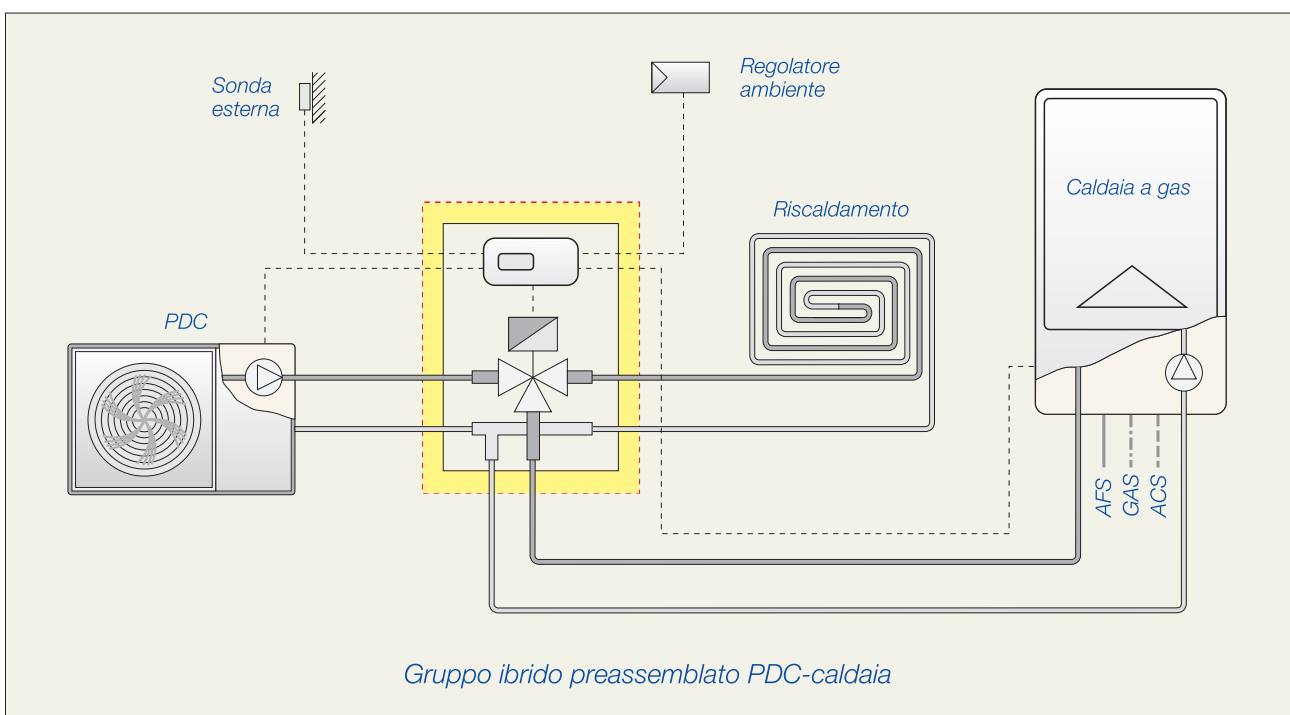 Sonda
esterna
Regolatore
ambiente
Caldaia a gas
Riscaldamento
PDC
AFS
GAS
ACS
Gruppo ibrido preassemblato PDC-caldaia